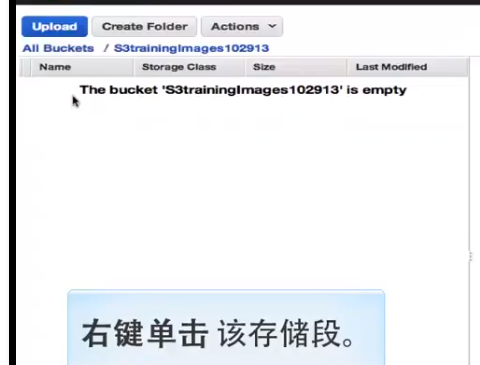 Upload Create Folder Actions
All Buckets / S3trainingImages102913
Name Storage Class Size Last Modified
The bucket 'S3trainingImages102913' is empty
右键单击 该存储段。